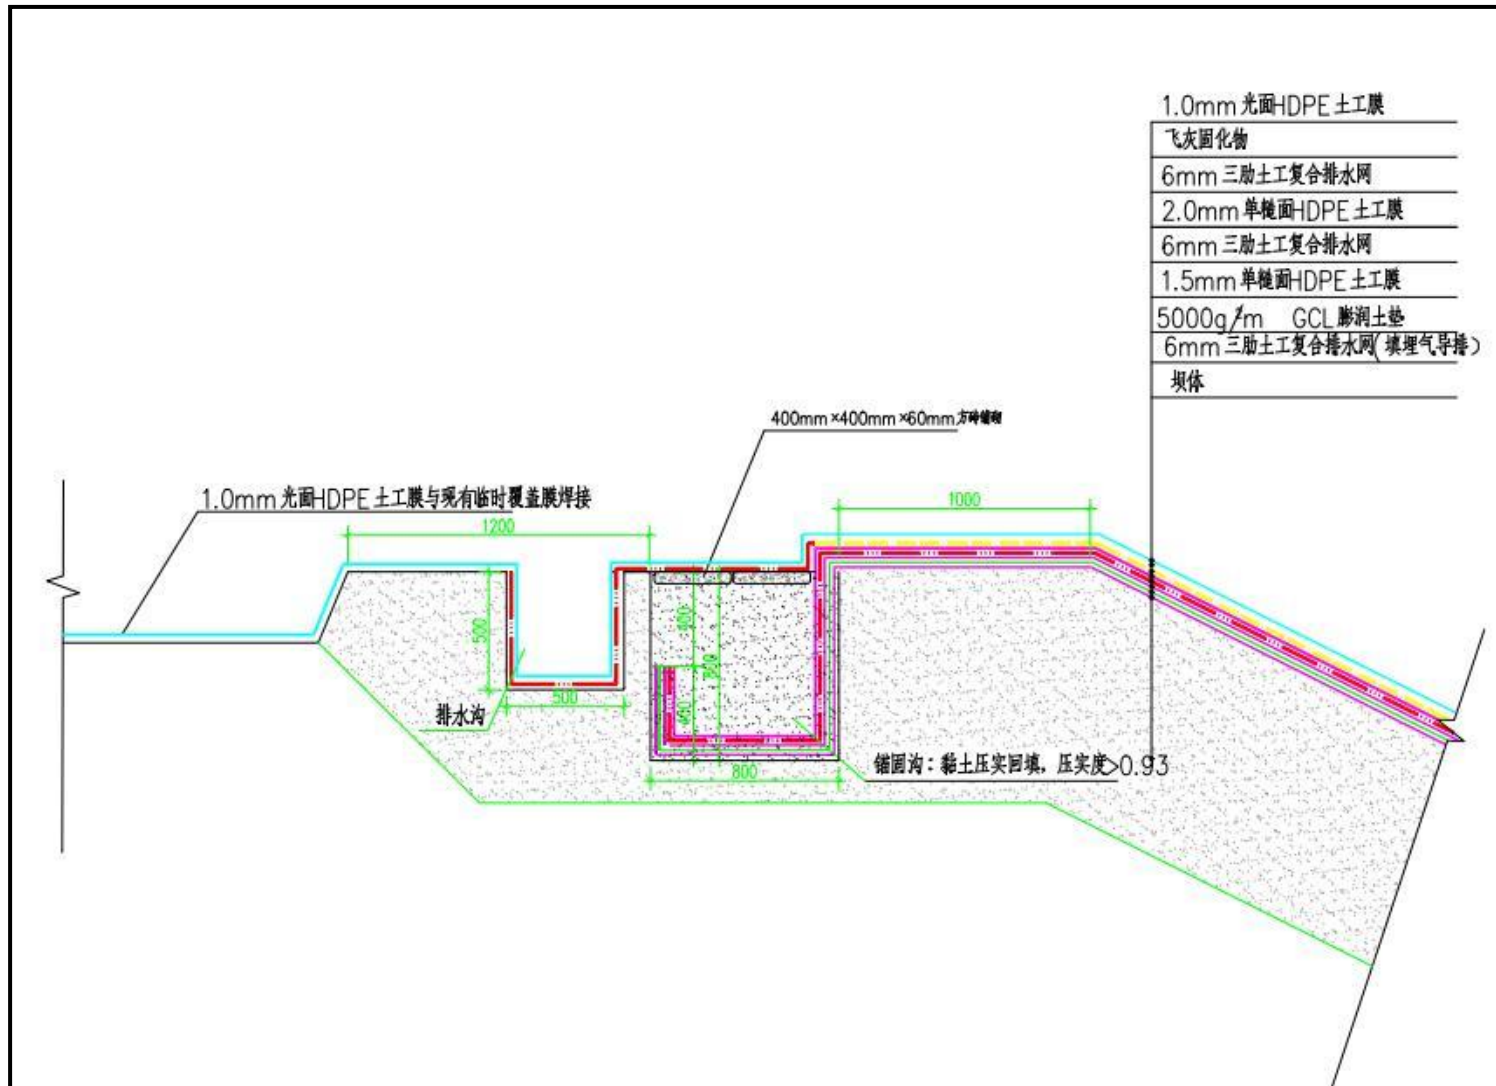 1.0mm 光面HDPE 土工膜
飞灰固化物
6mm 三肋土工复合排水网
2.0mm 单糙面HDPE 土工膜
6mm 三肋土工复合排水网
1.5mm 单糙面HDPE 土工膜
5000g/m GCL 膨润土垫
6mm 三肋土工复合排水网(填埋气导排)
坝体
400mm×400mm×60mm 方砖铺砌
1.0mm 光面HDPE 土工膜与现有临时覆盖膜焊接
1200
1000
500
400
800
400
500
排水沟
800
锚固沟：黏土压实回填，压实度>0.93